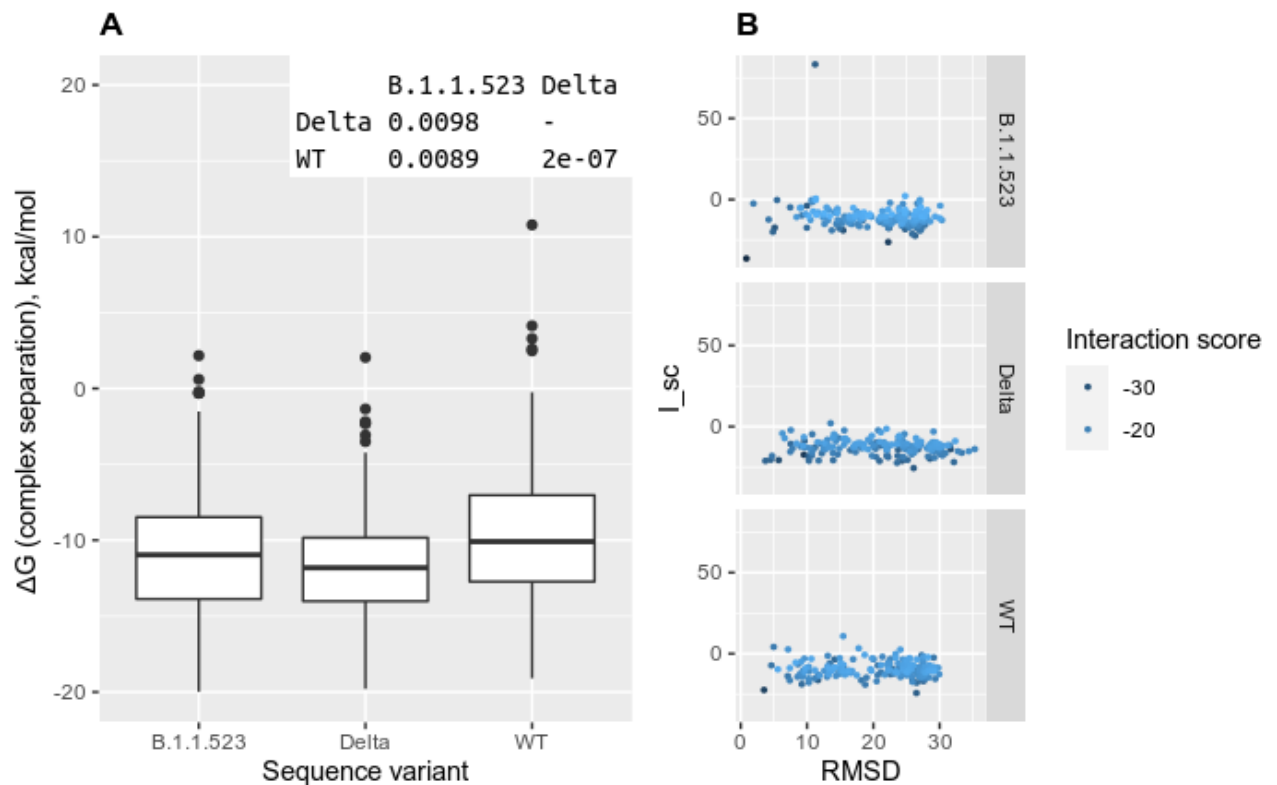 A
ΔG (complex separation), kcal/mol
20
10
0
-10
-20
B.1.1.523 Delta
Delta 0.0098 -
WT 0.0089 2e-07
B.1.1.523 Delta WT
Sequence variant
B
I_sc
50
0
B.1.1.523
50
0
Delta
50
0
WT
0 10 20 30
RMSD
Interaction score
-30
-20